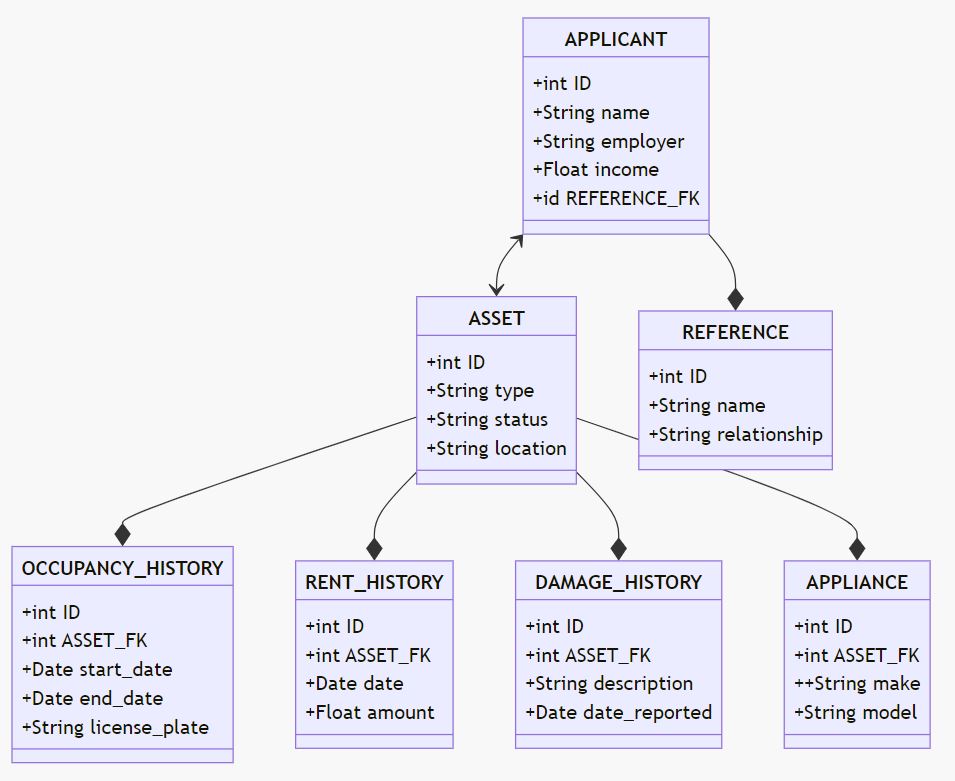 APPLICANT
+int ID
+String name
+String employer
+Float income
+id REFERENCE_FK
ASSET
+int ID
+String type
+String status
+String location
REFERENCE
+int ID
+String name
+String relationship
OCCUPANCY_HISTORY
+int ID
+int ASSET_FK
+Date start_date
+Date end_date
+String license_plate
RENT_HISTORY
+int ID
+int ASSET_FK
+Date date
+Float amount
DAMAGE_HISTORY
+int ID
+int ASSET_FK
+String description
+Date date_reported
APPLIANCE
+int ID
+int ASSET_FK
++String make
+String model